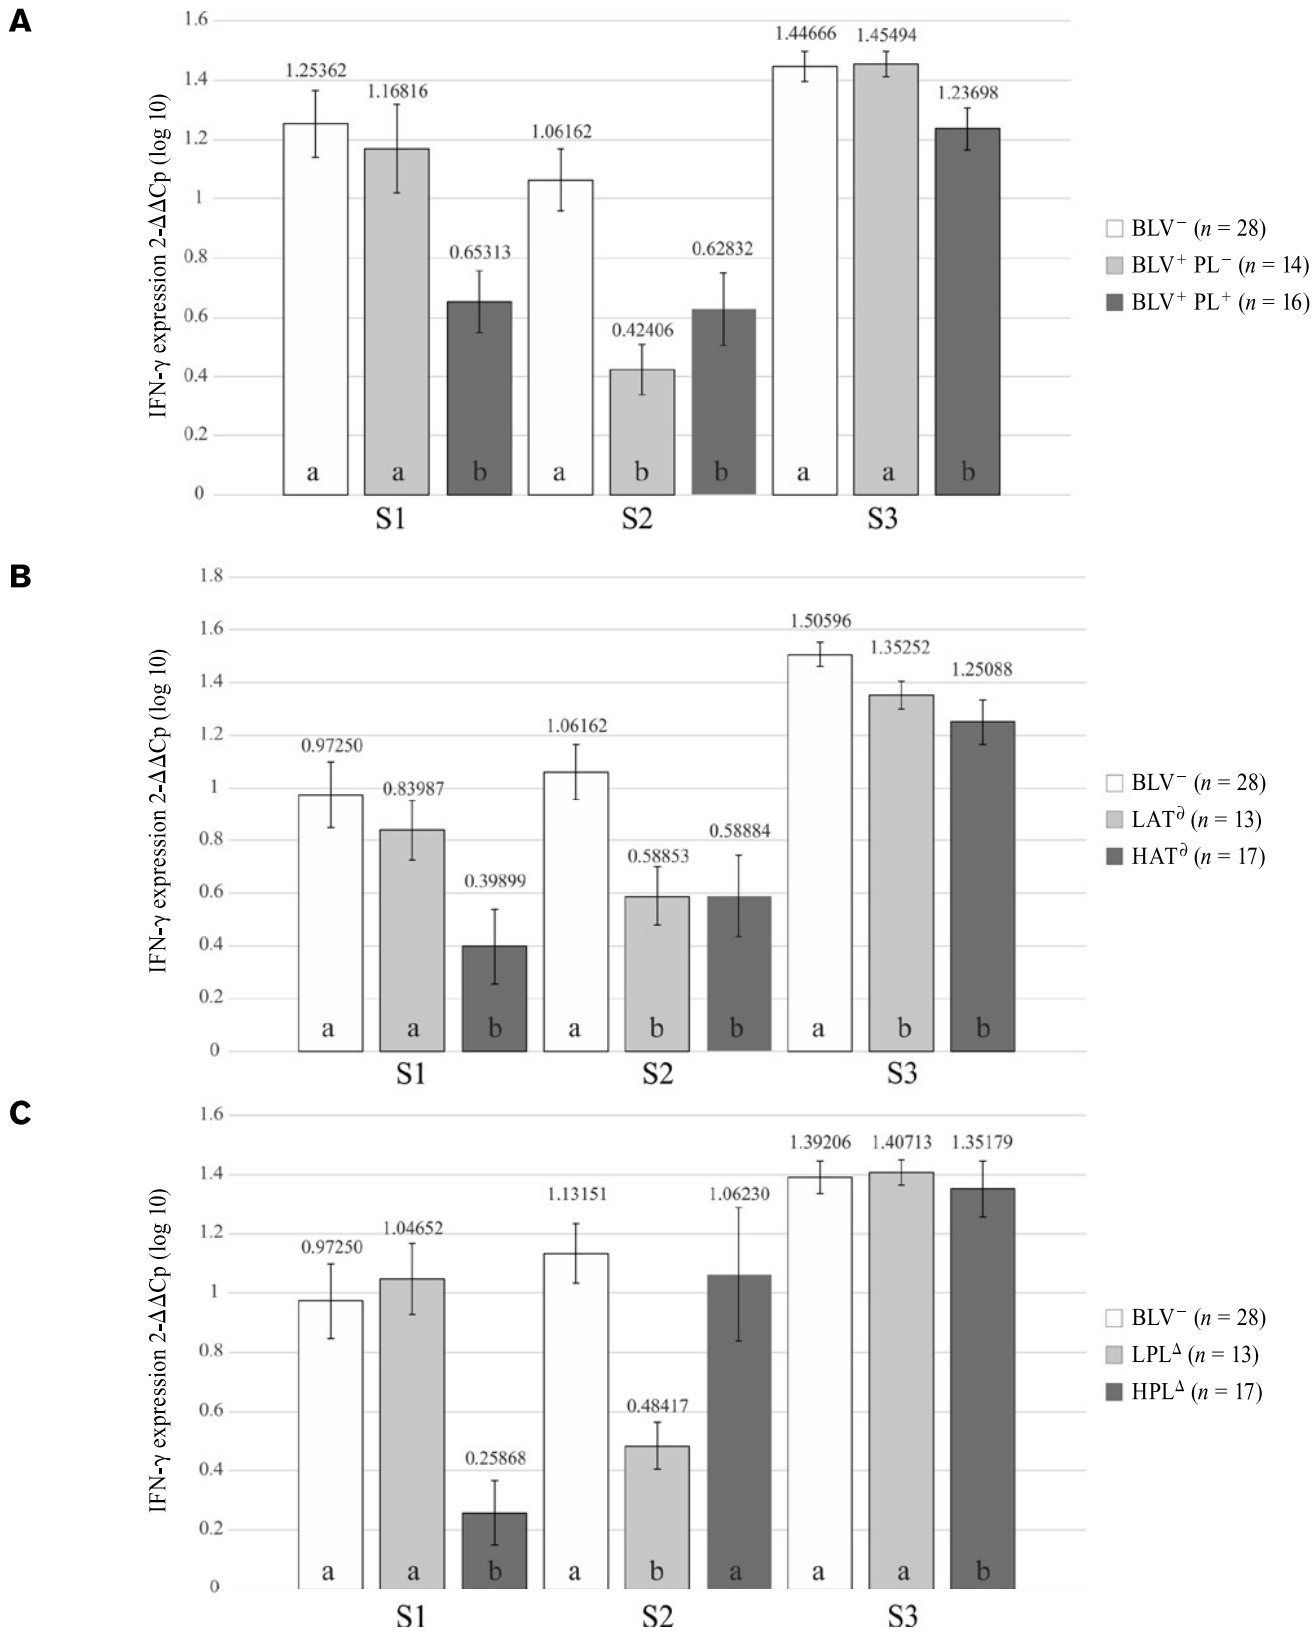 A
IFN-γ expression 2-ΔΔCp (log 10)
1.6
1.4
1.2
1
0.8
0.6
0.4
0.2
0
1.25362
1.16816
0.65313
1.06162
0.42406
0.62832
1.44666
1.45494
1.23698
a a b a b b a a b
S1 S2 S3
BLV⁻ (n = 28)
BLV⁺ PL⁻ (n = 14)
BLV⁺ PL⁺ (n = 16)
B
IFN-γ expression 2-ΔΔCp (log 10)
1.8
1.6
1.4
1.2
1
0.8
0.6
0.4
0.2
0
0.97250
0.83987
0.39899
1.06162
0.58853
0.58884
1.50596
1.35252
1.25088
a a b a b b a b b
S1 S2 S3
BLV⁻ (n = 28)
LAT∂ (n = 13)
HAT∂ (n = 17)
C
IFN-γ expression 2-ΔΔCp (log 10)
1.6
1.4
1.2
1
0.8
0.6
0.4
0.2
0
0.97250
1.04652
0.25868
1.13151
0.48417
1.06230
1.39206
1.40713
1.35179
a a b a b a a a b
S1 S2 S3
BLV⁻ (n = 28)
LPLΔ (n = 13)
HPLΔ (n = 17)